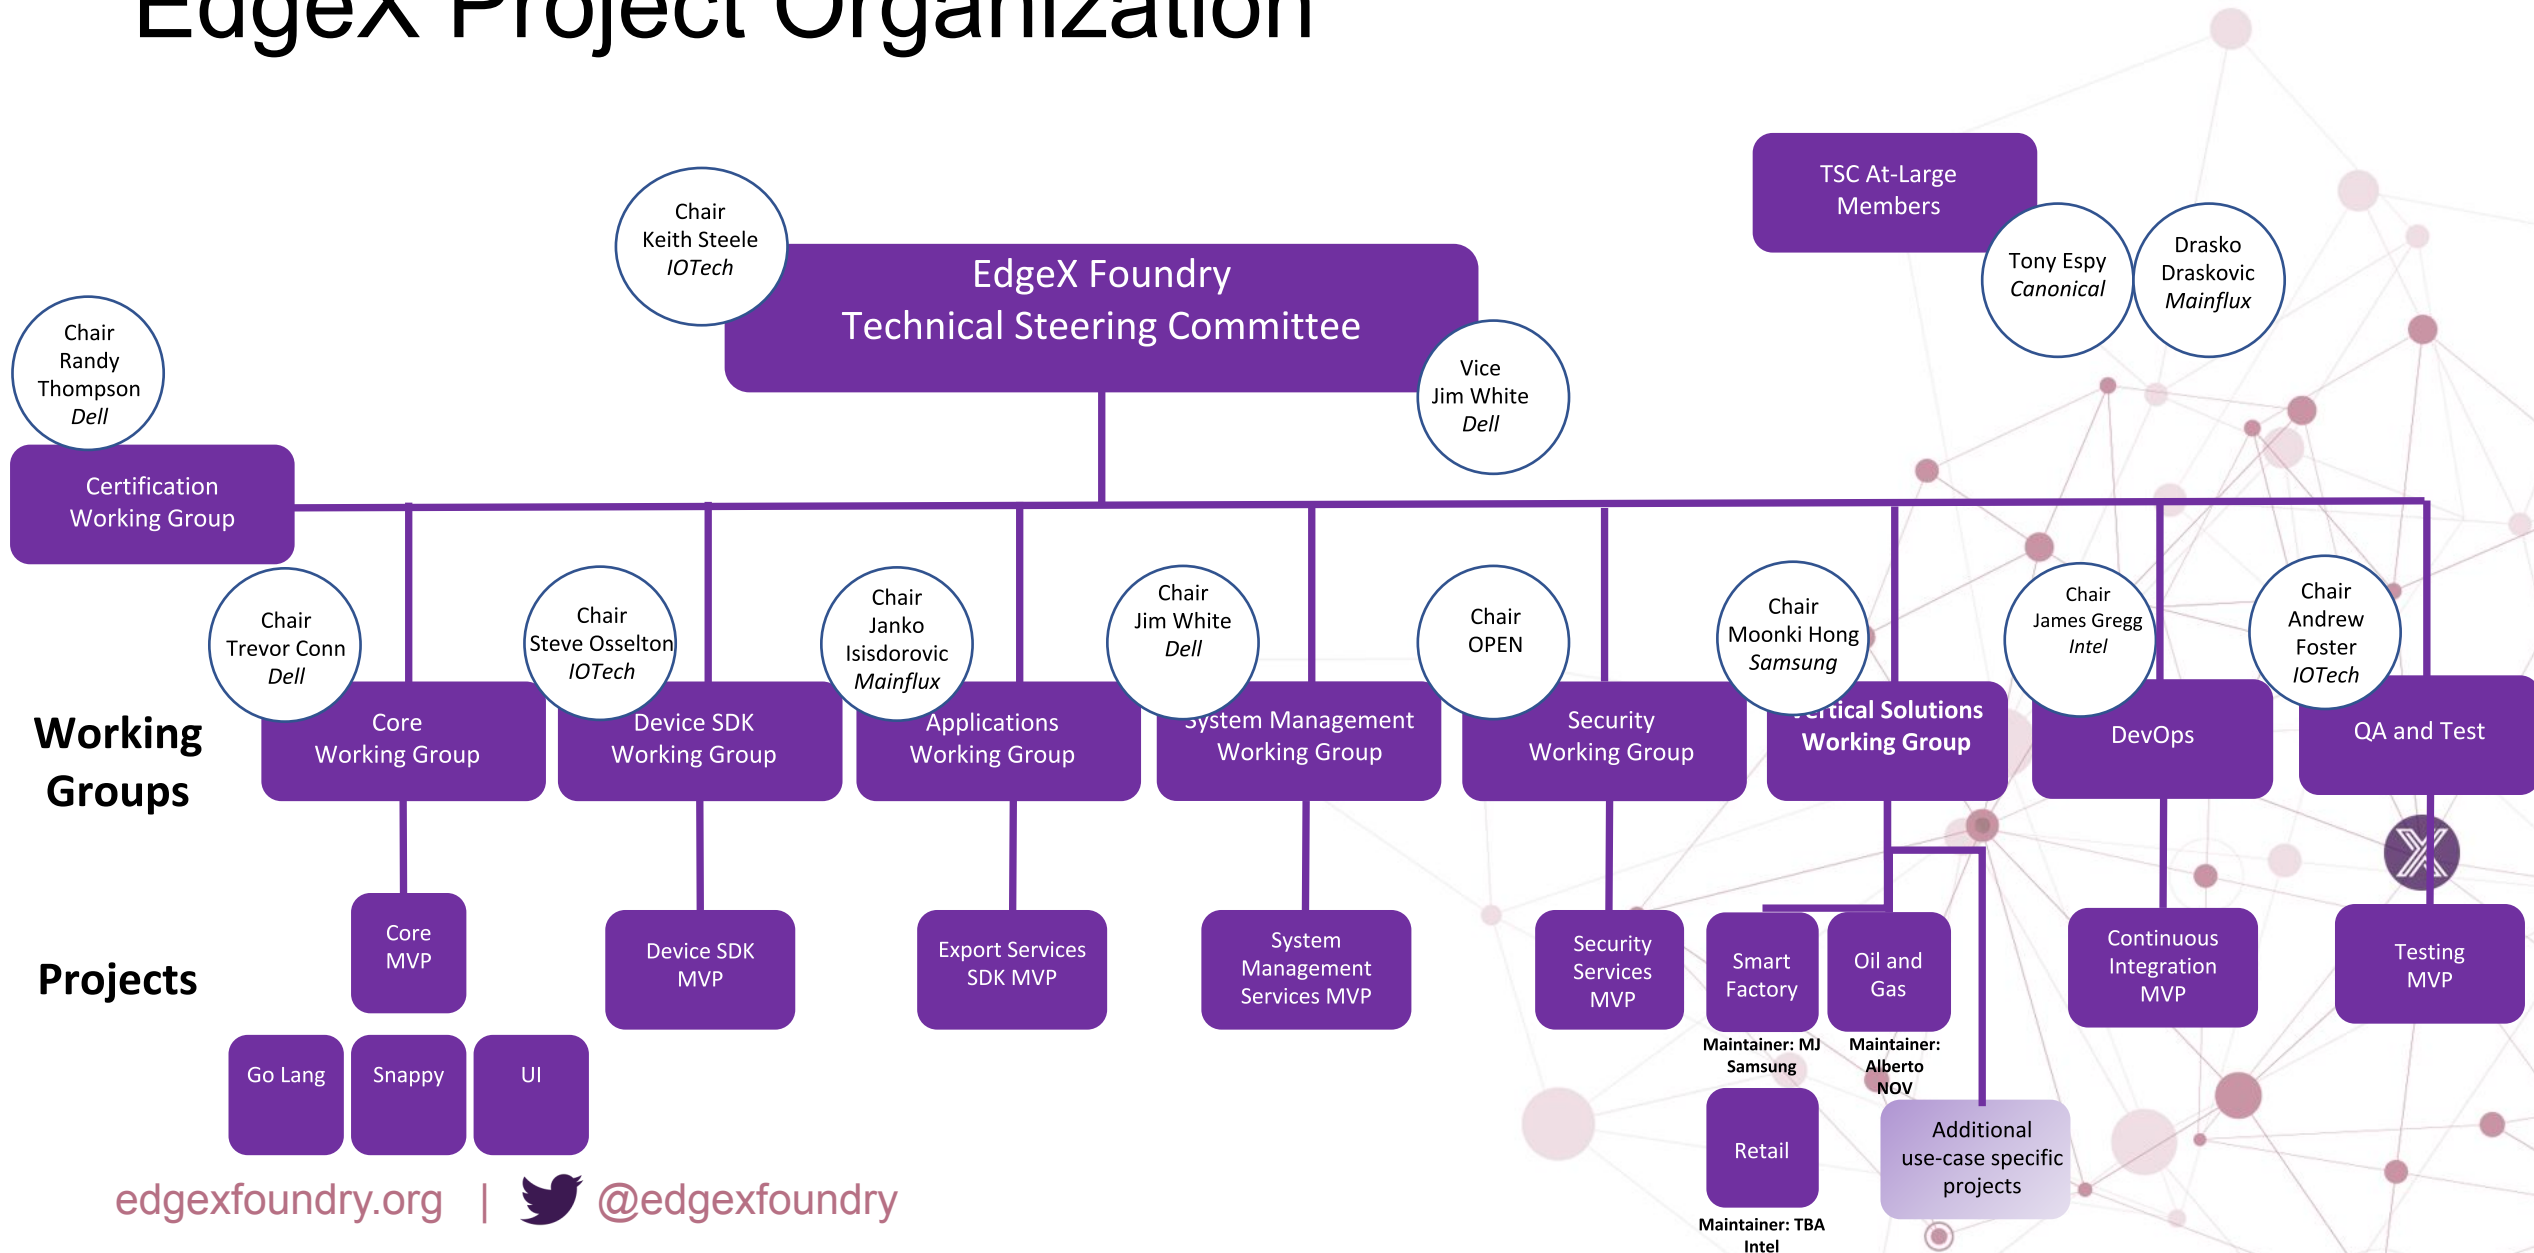 EdgeX Project Organization
TSC At-Large
Members
Tony Espy
Canonical
Drasko
Draskovic
Mainflux
Chair
Keith Steele
IOTech
EdgeX Foundry
Technical Steering Committee
Vice
Jim White
Dell
Chair
Randy
Thompson
Dell
Certification
Working Group
Working
Groups
Chair
Trevor Conn
Dell
Core
Working Group
Chair
Steve Osselton
IOTech
Device SDK
Working Group
Chair
Janko
Isisdorovic
Mainflux
Applications
Working Group
Chair
Jim White
Dell
System Management
Working Group
Chair
OPEN
Security
Working Group
Chair
Moonki Hong
Samsung
Vertical Solutions
Working Group
Chair
James Gregg
Intel
DevOps
Chair
Andrew
Foster
IOTech
QA and Test
Projects
Core
MVP
Go Lang
Snappy
UI
Device SDK
MVP
Export Services
SDK MVP
System
Management
Services MVP
Security
Services
MVP
Smart
Factory
Maintainer: MJ
Samsung
Oil and
Gas
Maintainer:
Alberto
NOV
Retail
Maintainer: TBA
Intel
Additional
use-case specific
projects
Continuous
Integration
MVP
Testing
MVP
edgexfoundry.org | @edgexfoundry